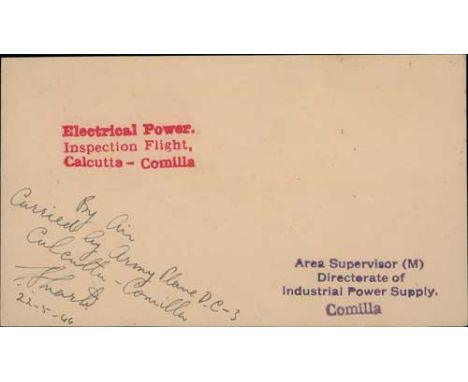 Electrical Power.
Inspection Flight,
Calcutta - Comilla
By Air
Carried by Army Plane D.C-3
Calcutta - Comilla
22-5-46
Area Supervisor (M)
Directorate of
Industrial Power Supply.
Comilla